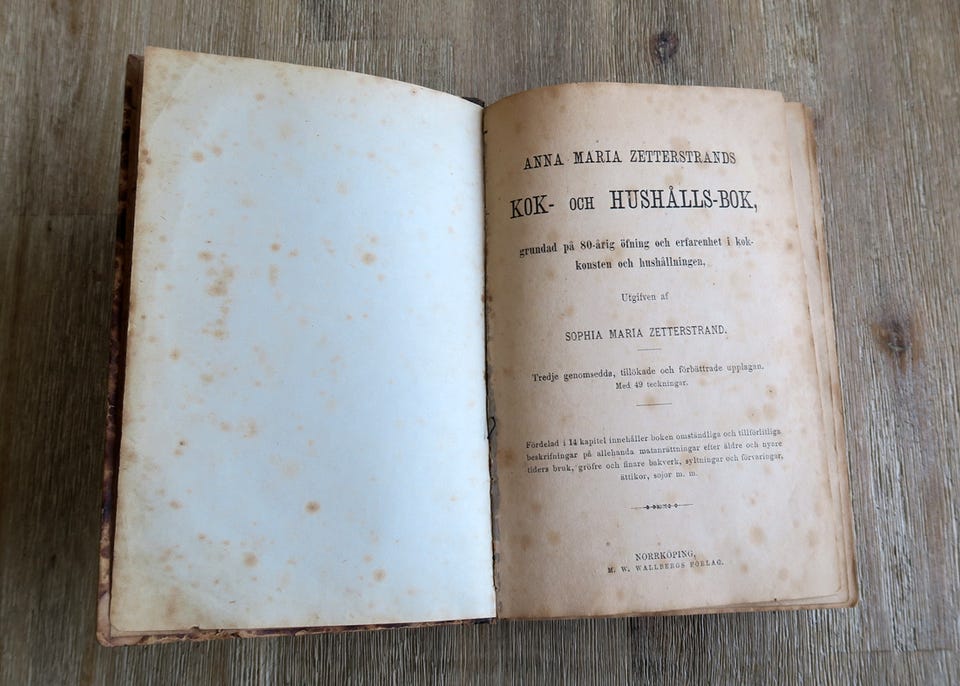 ANNA MARIA ZETTERSTRANDS
KOK- OCH HUSHÅLLS-BOK,
grundad på 80-årig öfning och erfarenhet i kok-
konsten och hushållningen,
Utgifven af
SOPHIA MARIA ZETTERSTRAND.
Tredje genomsedda, tillökade och förbättrade upplagan.
Med 49 teckningar.
Fördelad i 14 kapitel innehåller boken omständliga och tillförlitliga
beskrifningar på allehanda matanrättningar efter äldre och nyare
tiders bruk, gröfre och finare bakverk, syltningar och förvaringar,
ättikor, sojor m. m.
NORRKÖPING,
M. W. WALLBERGS FÖRLAG.